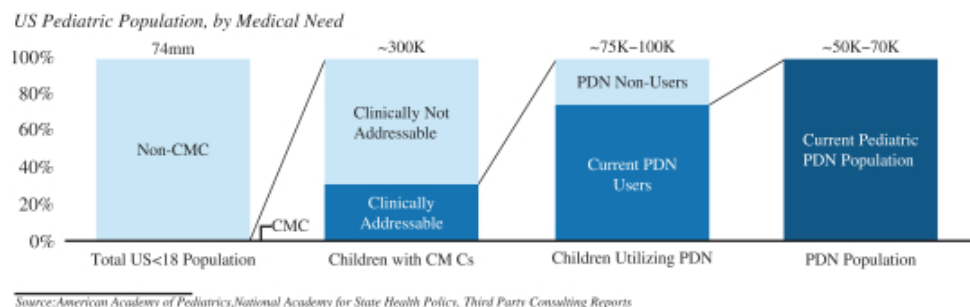 US Pediatric Population, by Medical Need
74mm
~300K
~75K–100K
~50K–70K
100%
80%
60%
40%
20%
0%
Non-CMC
CMC
Clinically Not
Addressable
Clinically
Addressable
PDN Non-Users
Current PDN
Users
Current Pediatric
PDN Population
Total US<18 Population
Children with CM Cs
Children Utilizing PDN
PDN Population
Source:American Academy of Pediatrics,National Academy for State Health Policy, Third Party Consulting Reports